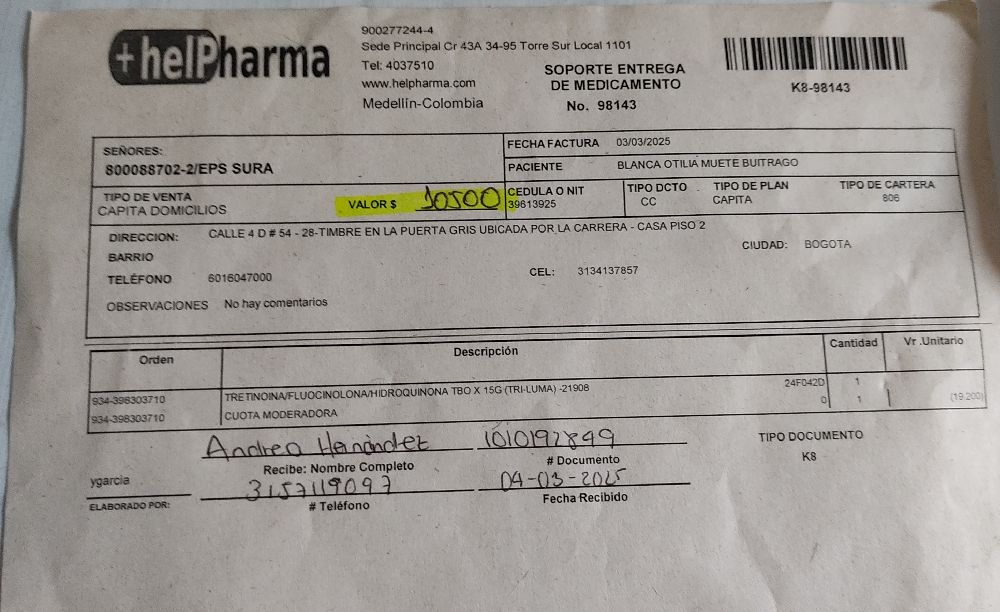 +helPharma
900277244-4
Sede Principal Cr 43A 34-95 Torre Sur Local 1101
Tel: 4037510
www.helpharma.com
Medellín-Colombia
SOPORTE ENTREGA
DE MEDICAMENTO
No. 98143
K8-98143
SEÑORES:
800088702-2/EPS SURA
FECHA FACTURA 03/03/2025
PACIENTE BLANCA OTILIA MUETE BUITRAGO
TIPO DE VENTA
CAPITA DOMICILIOS
VALOR $ 10500
CEDULA O NIT
39613925
TIPO DCTO
CC
TIPO DE PLAN
CAPITA
TIPO DE CARTERA
806
DIRECCION: CALLE 4 D # 54 - 28-TIMBRE EN LA PUERTA GRIS UBICADA POR LA CARRERA - CASA PISO 2
BARRIO
CIUDAD: BOGOTA
TELÉFONO 6016047000
CEL: 3134137857
OBSERVACIONES No hay comentarios
Orden Descripción Cantidad Vr .Unitario
934-396303710 TRETINOINA/FLUOCINOLONA/HIDROQUINONA TBO X 15G (TRI-LUMA) -21908 24F042D 1
934-396303710 CUOTA MODERADORA 0 1 (19.200)
Andrea Hernández 1010192899
Recibe: Nombre Completo # Documento
TIPO DOCUMENTO
K8
ygarcia 3157119097 04-03-2025
ELABORADO POR: # Teléfono Fecha Recibido